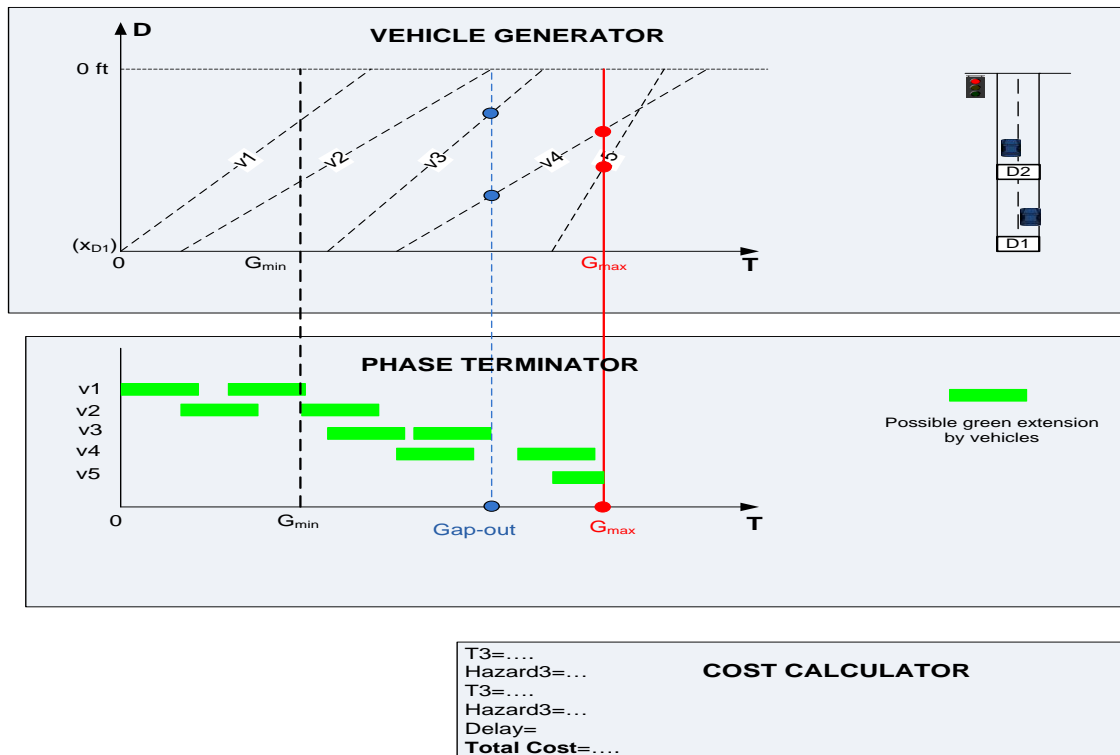 VEHICLE GENERATOR
D
0 ft
v1
v2
v3
v4
5
D2
D1
(xD1)
0
Gmin
Gmax
T
PHASE TERMINATOR
v1
v2
v3
v4
v5
Possible green extension
by vehicles
0
Gmin
Gap-out
Gmax
T
COST CALCULATOR
T3=....
Hazard3=...
T3=....
Hazard3=...
Delay=
Total Cost=....